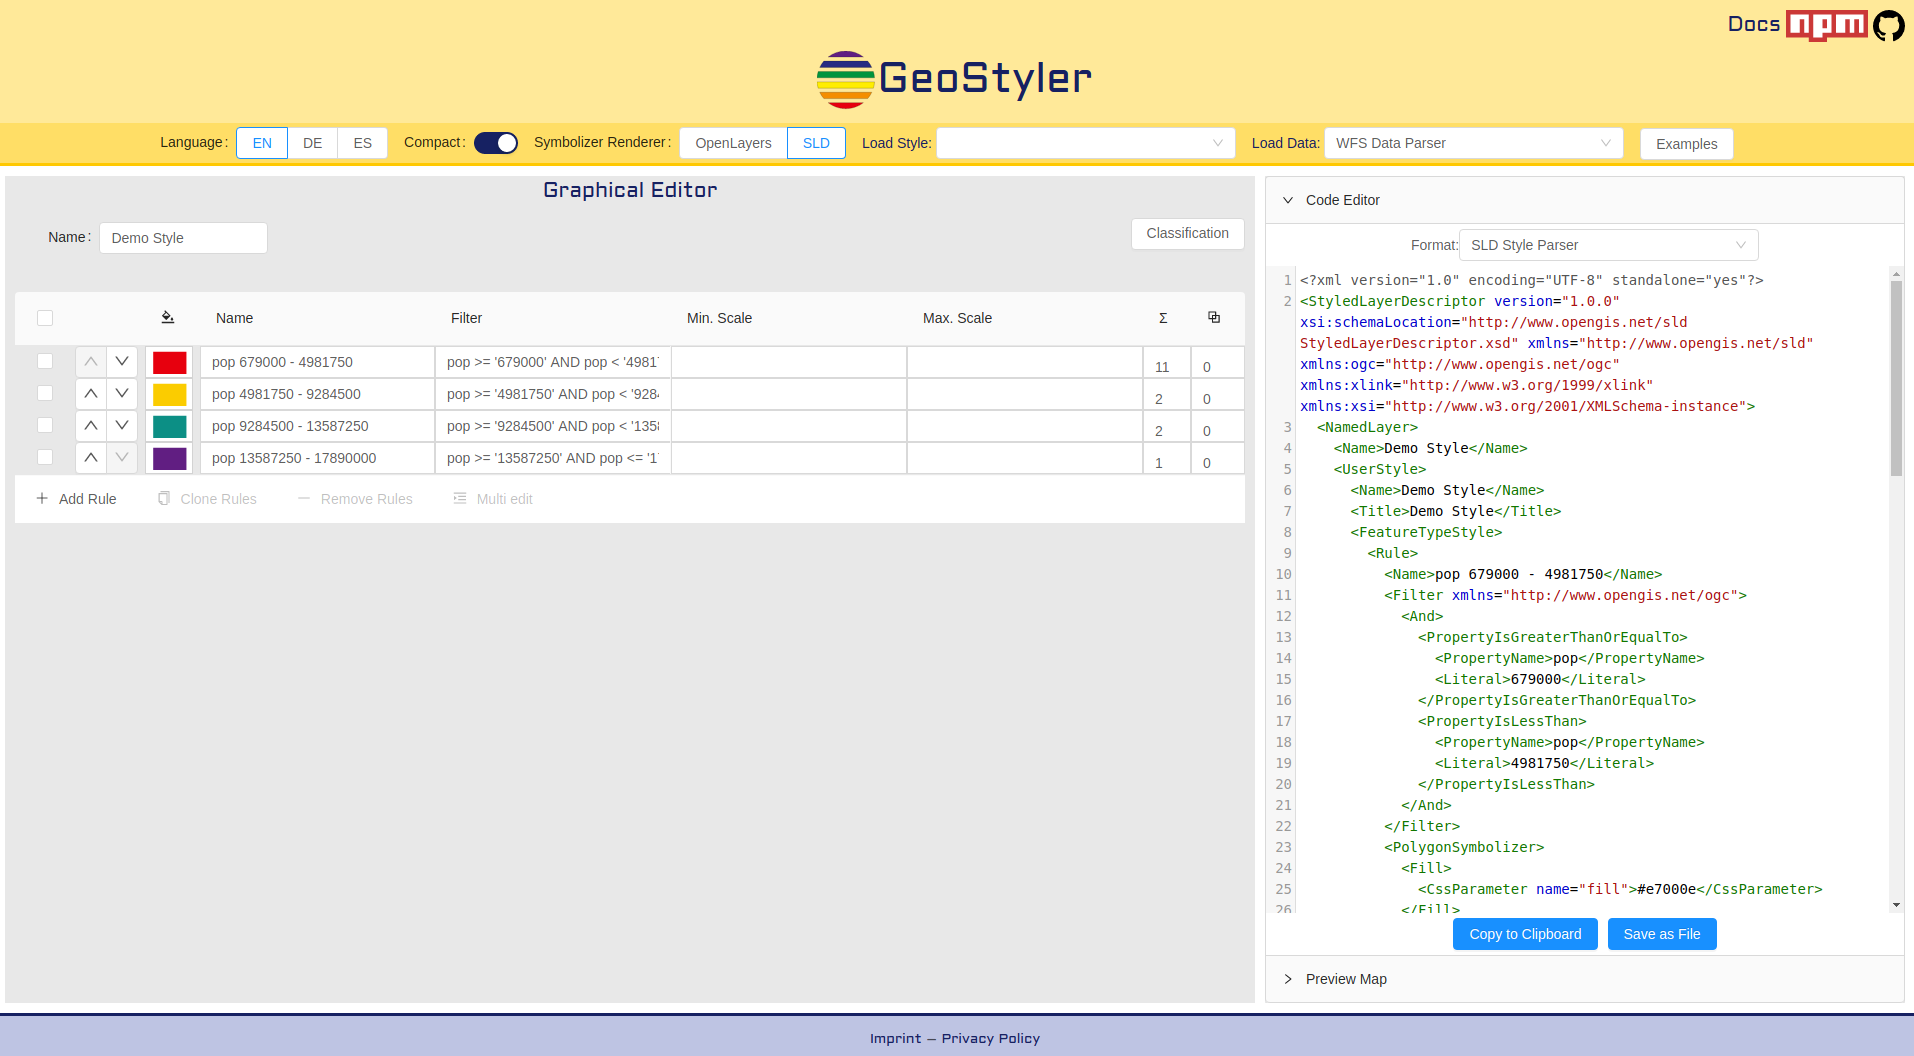 Docs npm
GeoStyler
Language: EN DE ES Compact: Symbolizer Renderer: OpenLayers SLD Load Style: Load Data: WFS Data Parser Examples
Graphical Editor
Name: Demo Style Classification
Name Filter Min. Scale Max. Scale Σ
pop 679000 - 4981750 pop >= '679000' AND pop < '4981 11 0
pop 4981750 - 9284500 pop >= '4981750' AND pop < '928 2 0
pop 9284500 - 13587250 pop >= '9284500' AND pop < '1358 2 0
pop 13587250 - 17890000 pop >= '13587250' AND pop <= '1 1 0
Add Rule Clone Rules Remove Rules Multi edit
Code Editor
Format: SLD Style Parser
1 <?xml version="1.0" encoding="UTF-8" standalone="yes"?>
2 <StyledLayerDescriptor version="1.0.0"
xsi:schemaLocation="http://www.opengis.net/sld
StyledLayerDescriptor.xsd" xmlns="http://www.opengis.net/sld"
xmlns:ogc="http://www.opengis.net/ogc"
xmlns:xlink="http://www.w3.org/1999/xlink"
xmlns:xsi="http://www.w3.org/2001/XMLSchema-instance">
3 <NamedLayer>
4 <Name>Demo Style</Name>
5 <UserStyle>
6 <Name>Demo Style</Name>
7 <Title>Demo Style</Title>
8 <FeatureTypeStyle>
9 <Rule>
10 <Name>pop 679000 - 4981750</Name>
11 <Filter xmlns="http://www.opengis.net/ogc">
12 <And>
13 <PropertyIsGreaterThanOrEqualTo>
14 <PropertyName>pop</PropertyName>
15 <Literal>679000</Literal>
16 </PropertyIsGreaterThanOrEqualTo>
17 <PropertyIsLessThan>
18 <PropertyName>pop</PropertyName>
19 <Literal>4981750</Literal>
20 </PropertyIsLessThan>
21 </And>
22 </Filter>
23 <PolygonSymbolizer>
24 <Fill>
25 <CssParameter name="fill">#e7000e</CssParameter>
26 </Fill>
Copy to Clipboard Save as File
Preview Map
Imprint – Privacy Policy